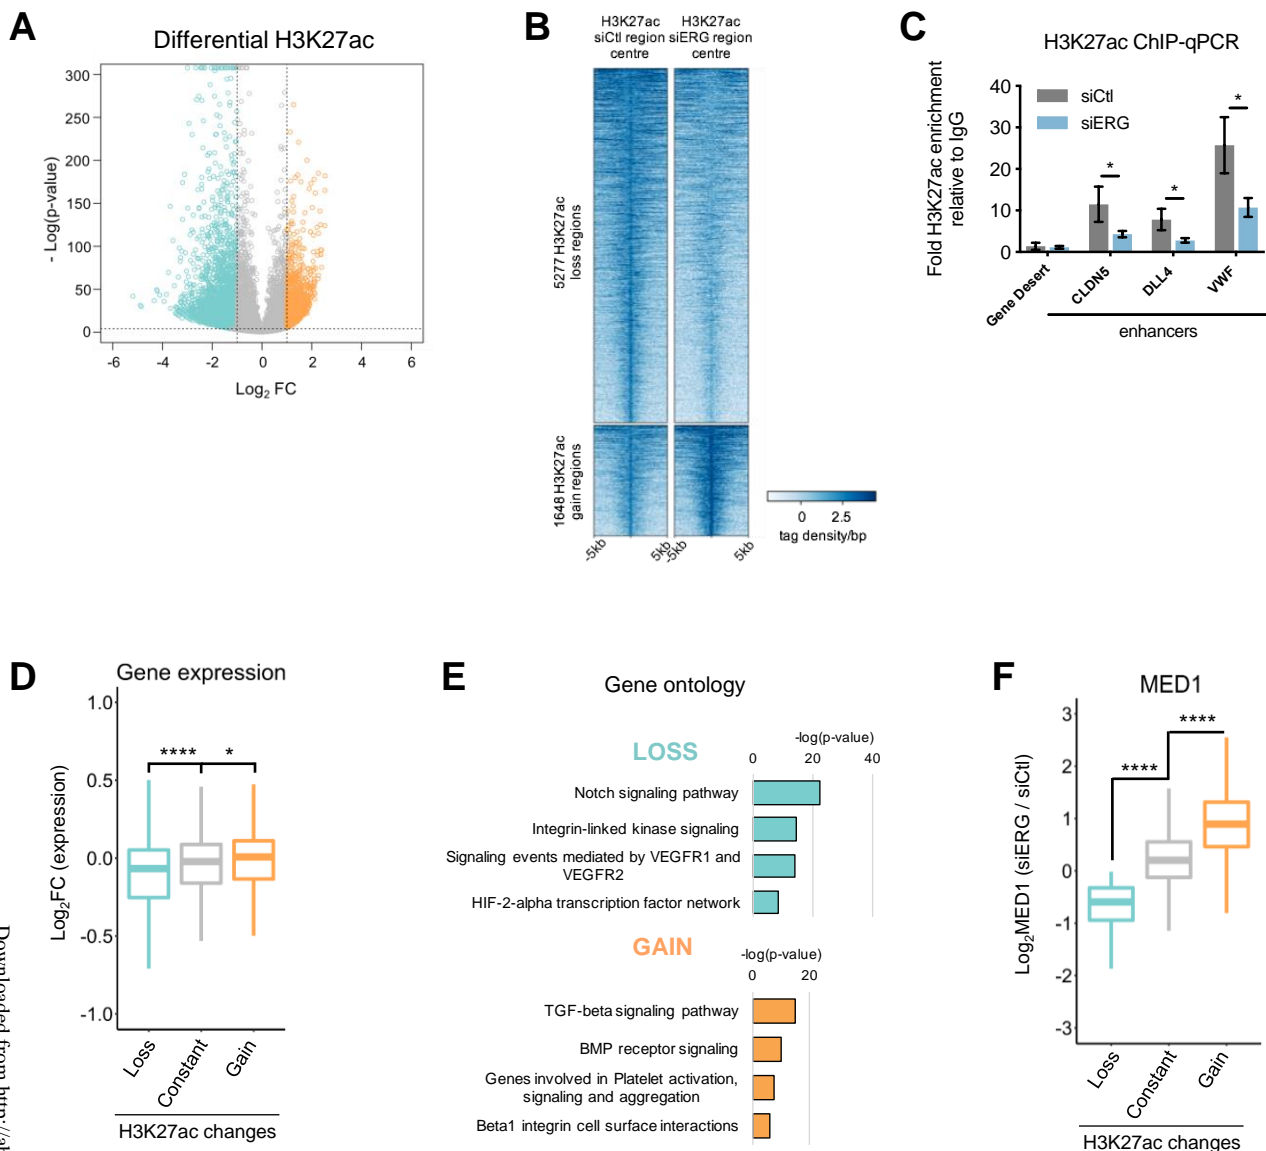 A
Differential H3K27ac
- Log(p-value)
300
250
200
150
100
50
0
-6 -4 -2 0 2 4 6
Log2 FC
B
H3K27ac H3K27ac
siCtl region siERG region
centre centre
5277 H3K27ac
loss regions
1648 H3K27ac
gain regions
-5kb 5kb -5kb 5kb
0 2.5
tag density/bp
C
H3K27ac ChIP-qPCR
Fold H3K27ac enrichment
relative to IgG
40
30
20
10
0
siCtl
siERG
*
*
*
Gene Desert CLDN5 DLL4 VWF
enhancers
D
Gene expression
Log2FC (expression)
1.0
0.5
0.0
-0.5
-1.0
**** *
Loss Constant Gain
H3K27ac changes
E
Gene ontology
LOSS
-log(p-value)
0 20 40
Notch signaling pathway
Integrin-linked kinase signaling
Signaling events mediated by VEGFR1 and
VEGFR2
HIF-2-alpha transcription factor network
GAIN
-log(p-value)
0 20
TGF-beta signaling pathway
BMP receptor signaling
Genes involved in Platelet activation,
signaling and aggregation
Beta1 integrin cell surface interactions
F
MED1
Log2MED1 (siERG / siCtl)
3
2
1
0
-1
-2
-3
****
****
Loss Constant Gain
H3K27ac changes
Downloaded from http://